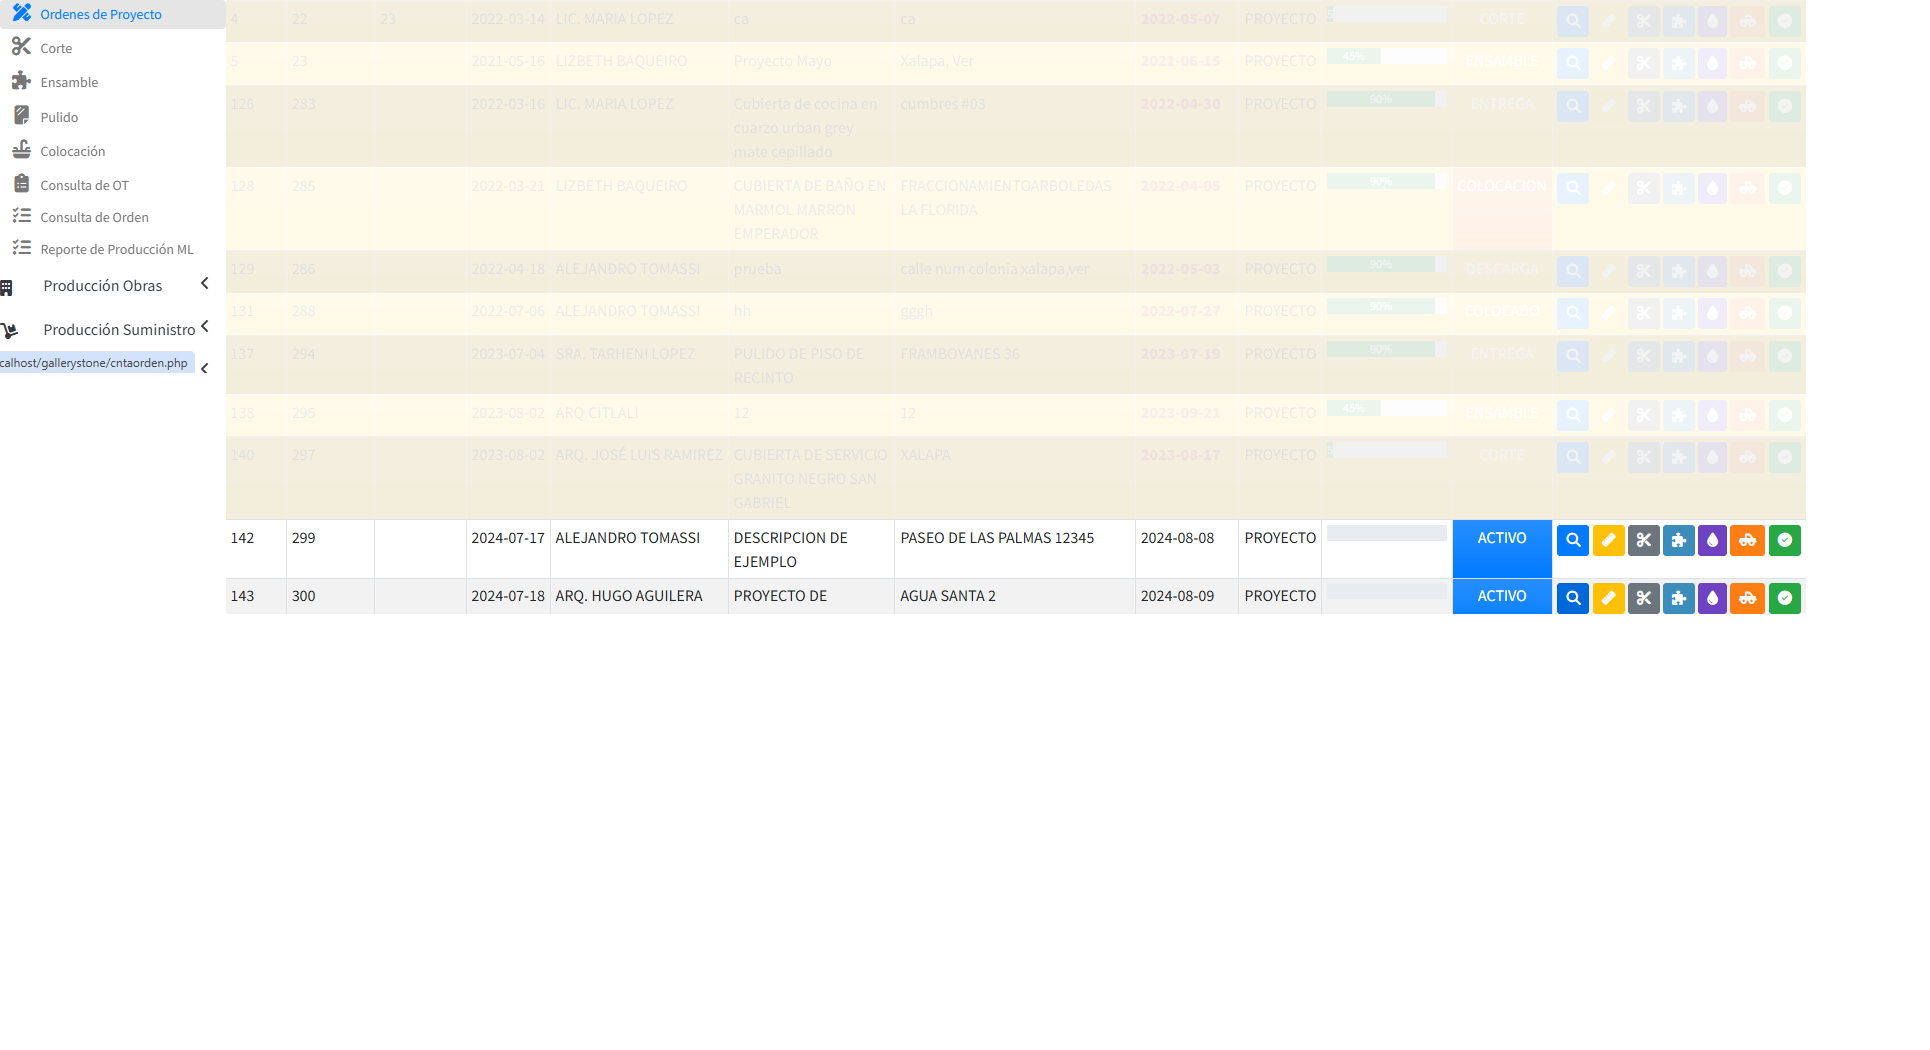 Ordenes de Proyecto
Corte
Ensamble
Pulido
Colocación
Consulta de OT
Consulta de Orden
Reporte de Producción ML
Producción Obras
Producción Suministro
calhost/gallerystone/cntaorden.php
4 22 23 2022-03-14 LIC. MARIA LOPEZ ca ca 2022-05-07 PROYECTO CORTE
5 23 2021-05-16 LIZBETH BAQUEIRO Proyecto Mayo Xalapa, Ver 2021-06-15 PROYECTO 45% ENSAMBLE
126 283 2022-03-16 LIC. MARIA LOPEZ Cubierta de cocina en cumbres #03 2022-04-30 PROYECTO 90% ENTREGA
cuarzo urban grey
mate cepillado
128 285 2022-03-21 LIZBETH BAQUEIRO CUBIERTA DE BAÑO EN FRACCIONAMIENTOARBOLEDAS 2022-04-05 PROYECTO 90% COLOCACION
MARMOL MARRON LA FLORIDA
EMPERADOR
129 286 2022-04-18 ALEJANDRO TOMASSI prueba calle num colonia xalapa,ver 2022-05-03 PROYECTO 90% DESCARGA
131 288 2022-07-06 ALEJANDRO TOMASSI hh gggh 2022-07-27 PROYECTO 90% COLOCADO
137 294 2023-07-04 SRA. TARHENI LOPEZ PULIDO DE PISO DE FRAMBOYANES 36 2023-07-19 PROYECTO 90% ENTREGA
RECINTO
138 295 2023-08-02 ARQ.CITLALI 12 12 2023-09-21 PROYECTO 45% ENSAMBLE
140 297 2023-08-02 ARQ. JOSÉ LUIS RAMIREZ CUBIERTA DE SERVICIO XALAPA 2023-08-17 PROYECTO CORTE
GRANITO NEGRO SAN
GABRIEL
142 299 2024-07-17 ALEJANDRO TOMASSI DESCRIPCION DE PASEO DE LAS PALMAS 12345 2024-08-08 PROYECTO ACTIVO
EJEMPLO
143 300 2024-07-18 ARQ. HUGO AGUILERA PROYECTO DE AGUA SANTA 2 2024-08-09 PROYECTO ACTIVO